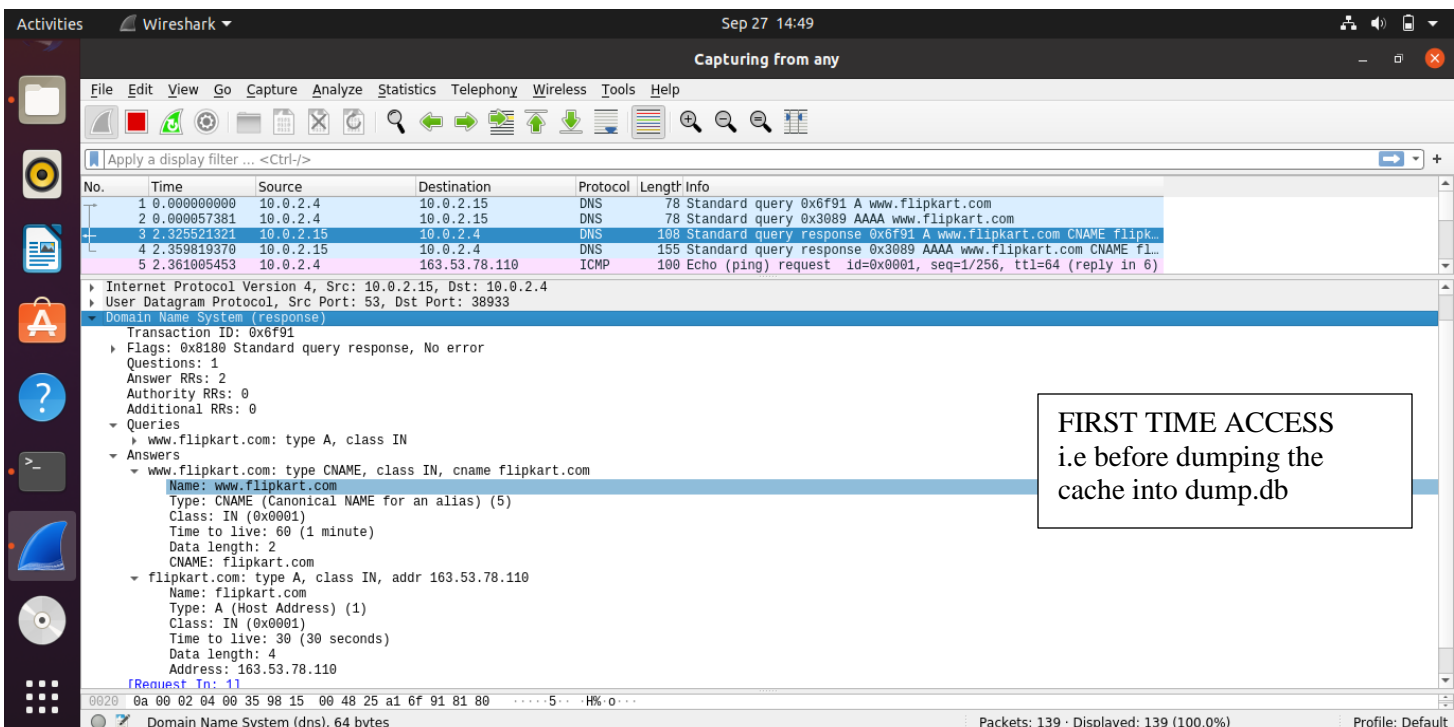 Activities Wireshark Sep 27 14:49
Capturing from any
File Edit View Go Capture Analyze Statistics Telephony Wireless Tools Help
Apply a display filter ... <Ctrl-/>
No. Time Source Destination Protocol Length Info
1 0.000000000 10.0.2.4 10.0.2.15 DNS 78 Standard query 0x6f91 A www.flipkart.com
2 0.000057381 10.0.2.4 10.0.2.15 DNS 78 Standard query 0x3089 AAAA www.flipkart.com
3 2.325521321 10.0.2.15 10.0.2.4 DNS 108 Standard query response 0x6f91 A www.flipkart.com CNAME flipk…
4 2.359819370 10.0.2.15 10.0.2.4 DNS 155 Standard query response 0x3089 AAAA www.flipkart.com CNAME fl…
5 2.361005453 10.0.2.4 163.53.78.110 ICMP 100 Echo (ping) request id=0x0001, seq=1/256, ttl=64 (reply in 6)
Internet Protocol Version 4, Src: 10.0.2.15, Dst: 10.0.2.4
User Datagram Protocol, Src Port: 53, Dst Port: 38933
Domain Name System (response)
Transaction ID: 0x6f91
Flags: 0x8180 Standard query response, No error
Questions: 1
Answer RRs: 2
Authority RRs: 0
Additional RRs: 0
Queries
www.flipkart.com: type A, class IN
Answers
www.flipkart.com: type CNAME, class IN, cname flipkart.com
Name: www.flipkart.com
Type: CNAME (Canonical NAME for an alias) (5)
Class: IN (0x0001)
Time to live: 60 (1 minute)
Data length: 2
CNAME: flipkart.com
flipkart.com: type A, class IN, addr 163.53.78.110
Name: flipkart.com
Type: A (Host Address) (1)
Class: IN (0x0001)
Time to live: 30 (30 seconds)
Data length: 4
Address: 163.53.78.110
[Request In: 1]
FIRST TIME ACCESS
i.e before dumping the
cache into dump.db
0020 0a 00 02 04 00 35 98 15 00 48 25 a1 6f 91 81 80 ·····5·· ·H%·o···
Domain Name System (dns), 64 bytes Packets: 139 · Displayed: 139 (100.0%) Profile: Default